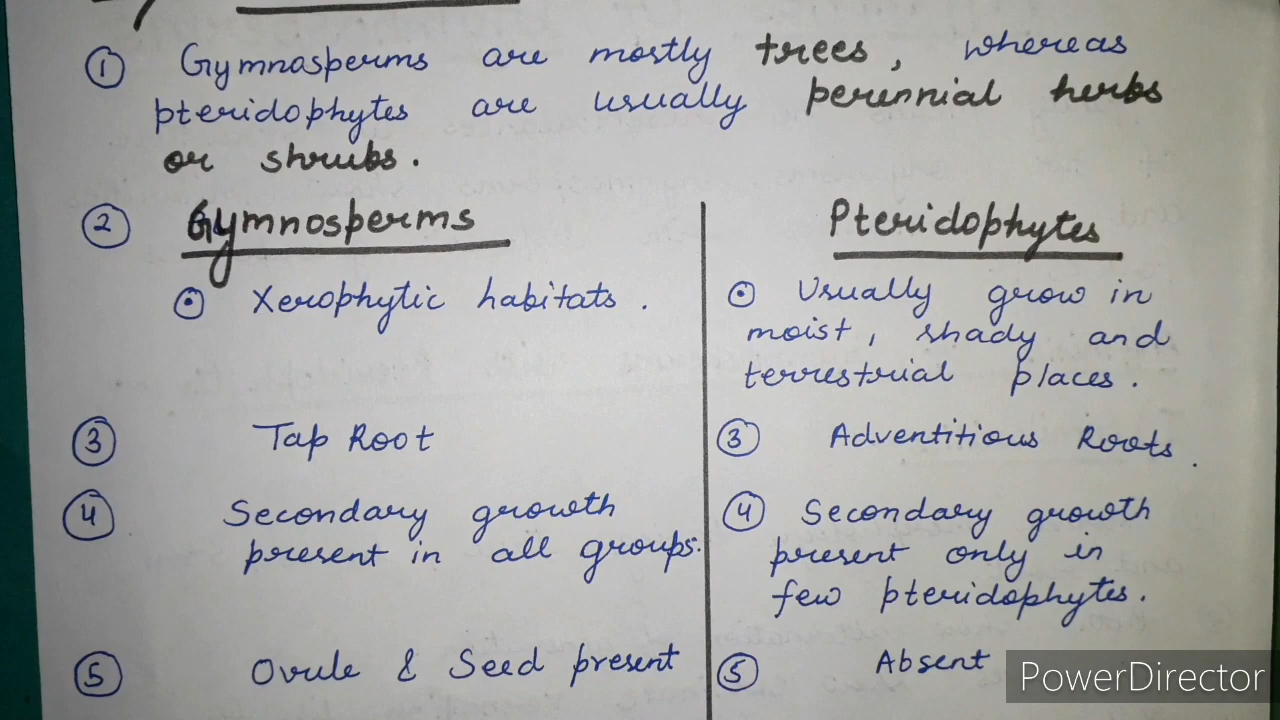 ① Gymnosperms are mostly trees, whereas
pteridophytes are usually perennial herbs
or shrubs.
② Gymnosperms
Pteridophytes
⊙ Xerophytic habitats.
⊙ Usually grow in
moist, shady and
terrestrial places.
③ Tap Root
③ Adventitious Roots.
④ Secondary growth
present in all groups.
④ Secondary growth
present only in
few pteridophytes.
⑤ Ovule & Seed present
⑤ Absent
PowerDirector